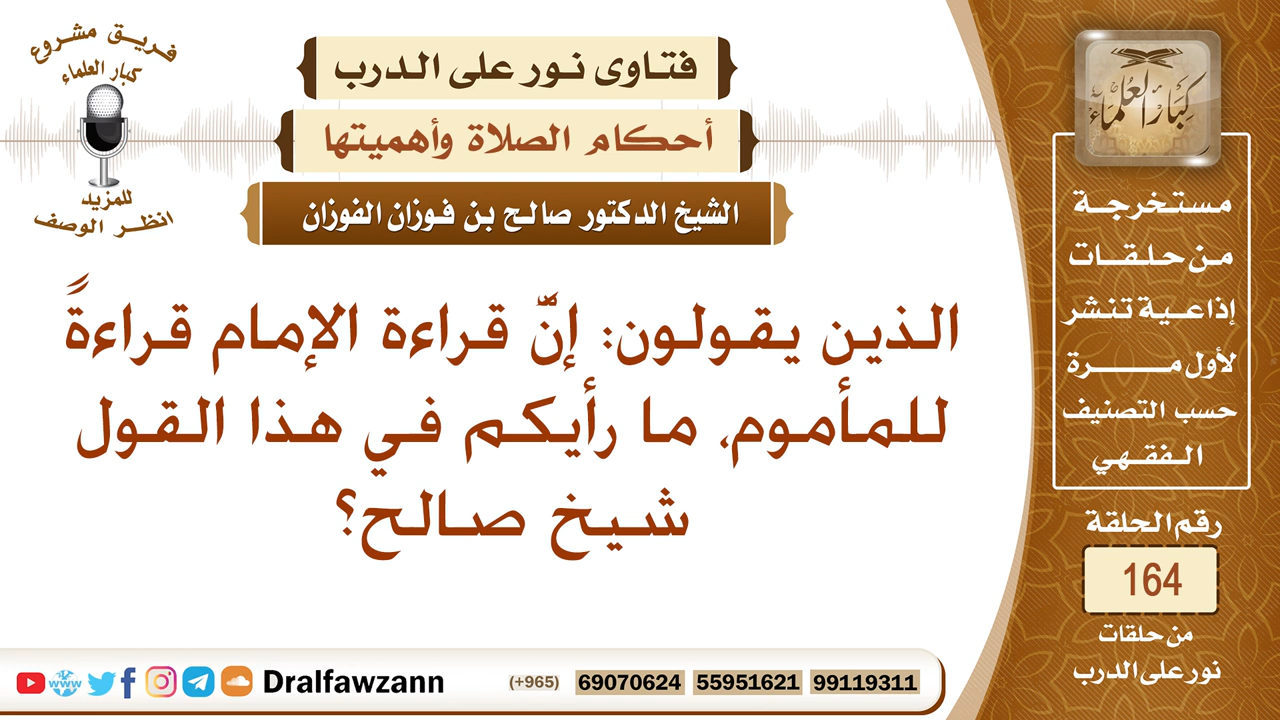 فريق مشروع
كبار العلماء
للمزيد
انظر الوصف
فتاوى نور على الدرب
أحكام الصلاة وأهميتها
الشيخ الدكتور صالح بن فوزان الفوزان
الذين يقولون: إنّ قراءة الإمام قراءةً
للمأموم، ما رأيكم في هذا القول
شيخ صالح؟
كبار العلماء
مستخرجة
من حلقات
إذاعية تنشر
لأول مرة
حسب التصنيف
الفقهي
رقم الحلقة
164
من حلقات
نور على الدرب
www
Dralfawzann
(+965) 69070624 55951621 99119311